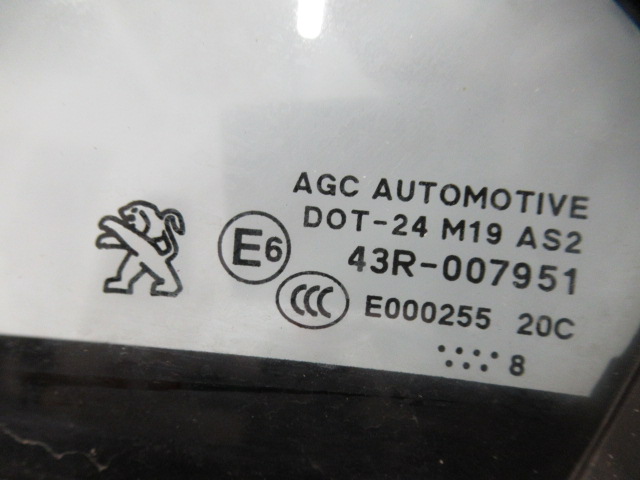 AGC AUTOMOTIVE
DOT-24 M19 AS2
E6 43R-007951
CCC E000255 20C
8